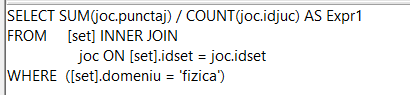 SELECT SUM(joc.punctaj) / COUNT(joc.idjuc) AS Expr1
FROM [set] INNER JOIN
joc ON [set].idset = joc.idset
WHERE ([set].domeniu = 'fizica')